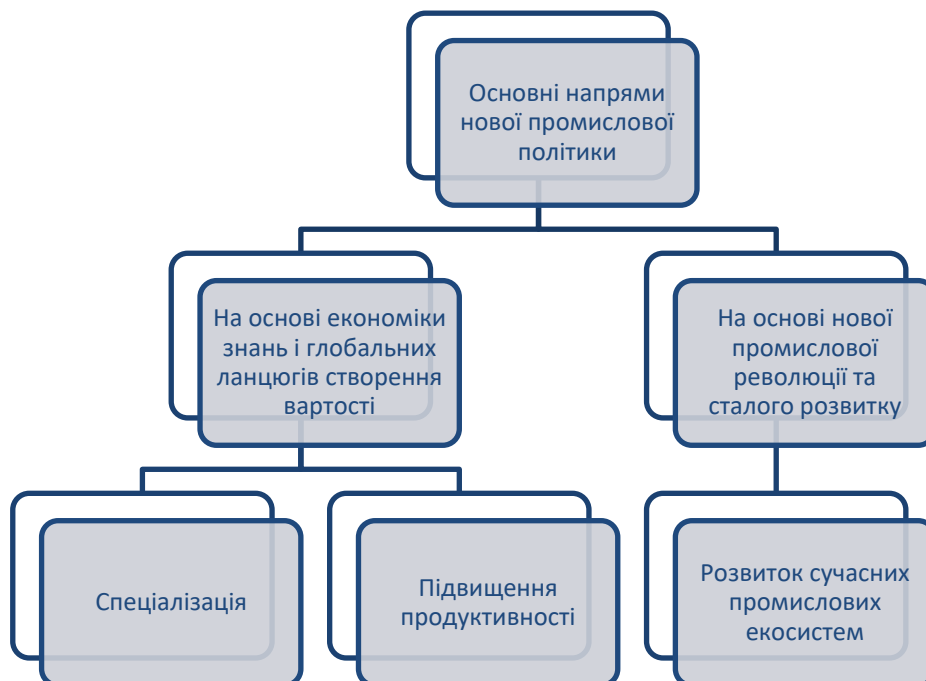 Основні напрями
нової промислової
політики
На основі економіки
знань і глобальних
ланцюгів створення
вартості
На основі нової
промислової
революції та
сталого розвитку
Спеціалізація
Підвищення
продуктивності
Розвиток сучасних
промислових
екосистем